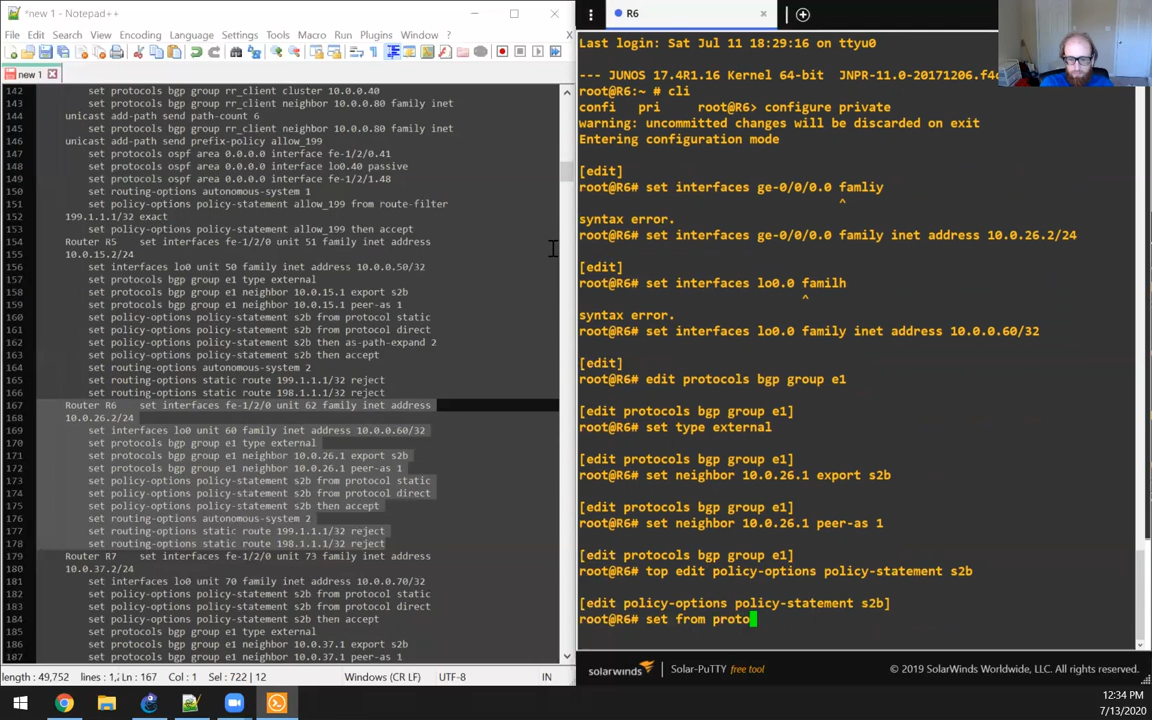 *new 1 - Notepad++
File Edit Search View Encoding Language Settings Tools Macro Run Plugins Window ?
new 1
142 set protocols bgp group rr_client cluster 10.0.0.40
143 set protocols bgp group rr_client neighbor 10.0.0.80 family inet
144 unicast add-path send path-count 6
145 set protocols bgp group rr_client neighbor 10.0.0.80 family inet
146 unicast add-path send prefix-policy allow_199
147 set protocols ospf area 0.0.0.0 interface fe-1/2/0.41
148 set protocols ospf area 0.0.0.0 interface lo0.40 passive
149 set protocols ospf area 0.0.0.0 interface fe-1/2/1.48
150 set routing-options autonomous-system 1
151 set policy-options policy-statement allow_199 from route-filter
152 199.1.1.1/32 exact
153 set policy-options policy-statement allow_199 then accept
154 Router R5 set interfaces fe-1/2/0 unit 51 family inet address
155 10.0.15.2/24
156 set interfaces lo0 unit 50 family inet address 10.0.0.50/32
157 set protocols bgp group e1 type external
158 set protocols bgp group e1 neighbor 10.0.15.1 export s2b
159 set protocols bgp group e1 neighbor 10.0.15.1 peer-as 1
160 set policy-options policy-statement s2b from protocol static
161 set policy-options policy-statement s2b from protocol direct
162 set policy-options policy-statement s2b then as-path-expand 2
163 set policy-options policy-statement s2b then accept
164 set routing-options autonomous-system 2
165 set routing-options static route 199.1.1.1/32 reject
166 set routing-options static route 198.1.1.1/32 reject
167 Router R6 set interfaces fe-1/2/0 unit 62 family inet address
168 10.0.26.2/24
169 set interfaces lo0 unit 60 family inet address 10.0.0.60/32
170 set protocols bgp group e1 type external
171 set protocols bgp group e1 neighbor 10.0.26.1 export s2b
172 set protocols bgp group e1 neighbor 10.0.26.1 peer-as 1
173 set policy-options policy-statement s2b from protocol static
174 set policy-options policy-statement s2b from protocol direct
175 set policy-options policy-statement s2b then accept
176 set routing-options autonomous-system 2
177 set routing-options static route 199.1.1.1/32 reject
178 set routing-options static route 198.1.1.1/32 reject
179 Router R7 set interfaces fe-1/2/0 unit 73 family inet address
180 10.0.37.2/24
181 set interfaces lo0 unit 70 family inet address 10.0.0.70/32
182 set policy-options policy-statement s2b from protocol static
183 set policy-options policy-statement s2b from protocol direct
184 set policy-options policy-statement s2b then accept
185 set protocols bgp group e1 type external
186 set protocols bgp group e1 neighbor 10.0.37.1 export s2b
187 set protocols bgp group e1 neighbor 10.0.37.1 peer-as 1
length : 49,752 lines : 1, Ln : 167 Col : 1 Sel : 722 | 12 Windows (CR LF) UTF-8 IN
R6
Last login: Sat Jul 11 18:29:16 on ttyu0
--- JUNOS 17.4R1.16 Kernel 64-bit JNPR-11.0-20171206.f4c
root@R6:~ # cli
confi pri root@R6> configure private
warning: uncommitted changes will be discarded on exit
Entering configuration mode
[edit]
root@R6# set interfaces ge-0/0/0.0 famliy
^
syntax error.
root@R6# set interfaces ge-0/0/0.0 family inet address 10.0.26.2/24
[edit]
root@R6# set interfaces lo0.0 familh
^
syntax error.
root@R6# set interfaces lo0.0 family inet address 10.0.0.60/32
[edit]
root@R6# edit protocols bgp group e1
[edit protocols bgp group e1]
root@R6# set type external
[edit protocols bgp group e1]
root@R6# set neighbor 10.0.26.1 export s2b
[edit protocols bgp group e1]
root@R6# set neighbor 10.0.26.1 peer-as 1
[edit protocols bgp group e1]
root@R6# top edit policy-options policy-statement s2b
[edit policy-options policy-statement s2b]
root@R6# set from proto
solarwinds Solar-PuTTY free tool © 2019 SolarWinds Worldwide, LLC. All rights reserved.
12:34 PM
7/13/2020